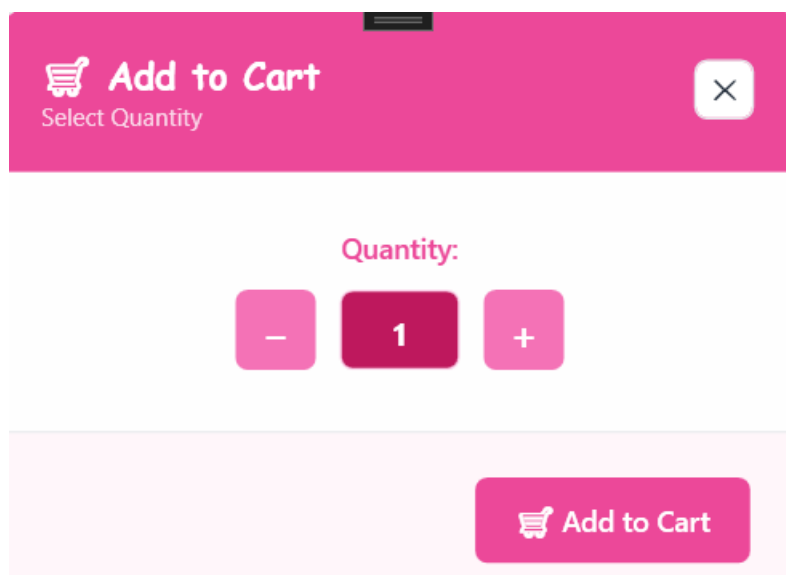 Add to Cart
Select Quantity
Quantity:
– 1 +
Add to Cart